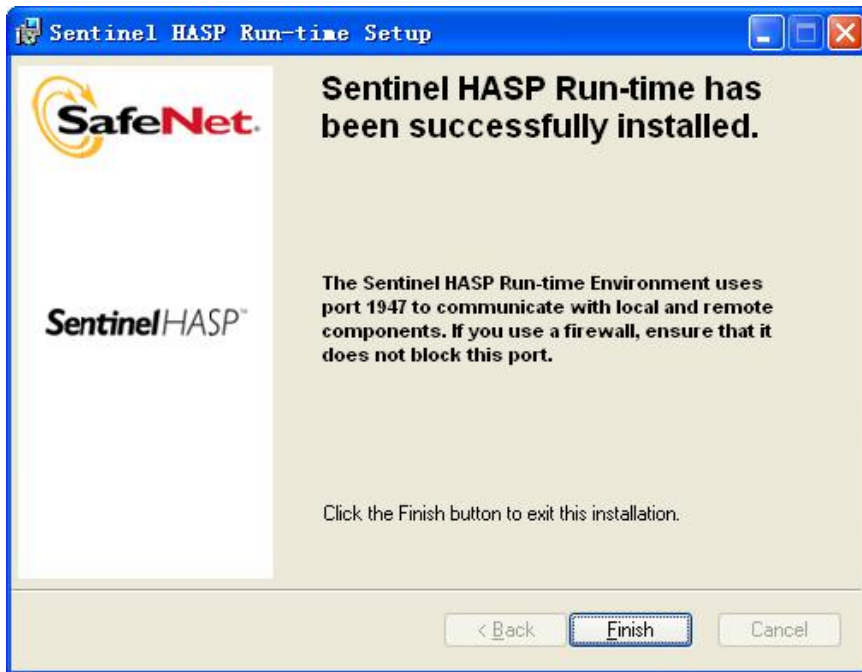 Sentinel HASP Run-time Setup
SafeNet.
Sentinel HASP Run-time has
been successfully installed.
The Sentinel HASP Run-time Environment uses
port 1947 to communicate with local and remote
components. If you use a firewall, ensure that it
does not block this port.
SentinelHASP™
Click the Finish button to exit this installation.
< Back
Finish
Cancel